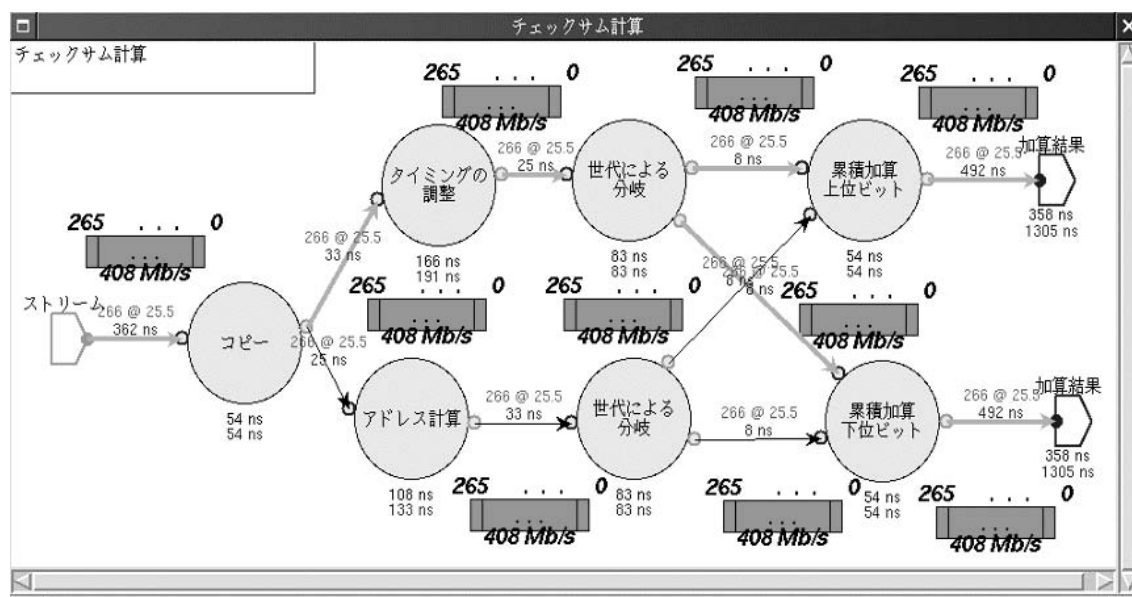 チェックサム計算
チェックサム計算
265 . . . 0
. . .
408 Mb/s
265 . . . 0
. . .
408 Mb/s
265 . . . 0
. . .
408 Mb/s
タイミングの
調整
166 ns
191 ns
266 @ 25.5
25 ns
世代による
分岐
83 ns
83 ns
266 @ 25.5
8 ns
累積加算
上位ビット
54 ns
54 ns
266 @ 25.5
492 ns
加算結果
358 ns
1305 ns
265 . . . 0
. . .
408 Mb/s
ストリーム
266 @ 25.5
362 ns
コピー
54 ns
54 ns
266 @ 25.5
33 ns
266 @ 25.5
25 ns
265 . . . 0
. . .
408 Mb/s
265 . . . 0
. . .
408 Mb/s
266 @ 25.5
8 ns
266 @ 25.5
8 ns
265 . . . 0
. . .
408 Mb/s
アドレス計算
108 ns
133 ns
266 @ 25.5
33 ns
世代による
分岐
83 ns
83 ns
266 @ 25.5
8 ns
累積加算
下位ビット
54 ns
54 ns
266 @ 25.5
492 ns
加算結果
358 ns
1305 ns
265 . . . 0
. . .
408 Mb/s
265 . . . 0
. . .
408 Mb/s
265 . . . 0
. . .
408 Mb/s